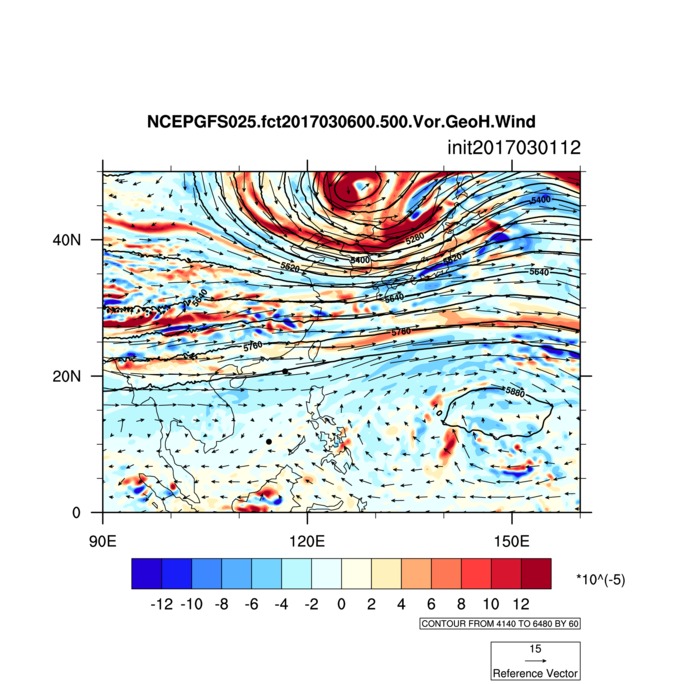 NCEPGFS025.fct2017030600.500.Vor.GeoH.Wind
init2017030112
5400
40N
5280
5400
5520
5520
5640
5640
5640
5760
5760
20N
5880
0
90E
120E
150E
-12 -10 -8 -6 -4 -2 0 2 4 6 8 10 12
*10^(-5)
CONTOUR FROM 4140 TO 6480 BY 60
15
Reference Vector